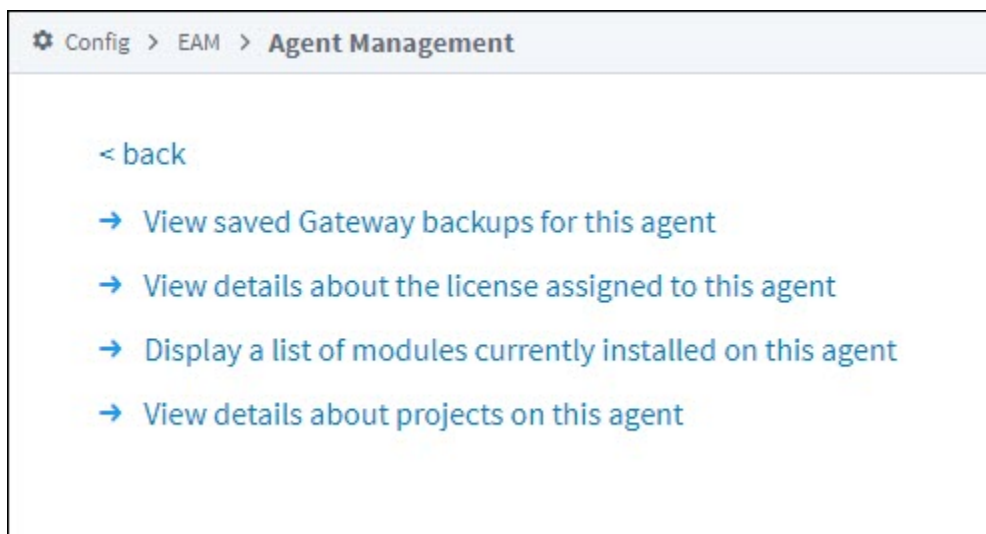 Config > EAM > Agent Management
< back
→ View saved Gateway backups for this agent
→ View details about the license assigned to this agent
→ Display a list of modules currently installed on this agent
→ View details about projects on this agent